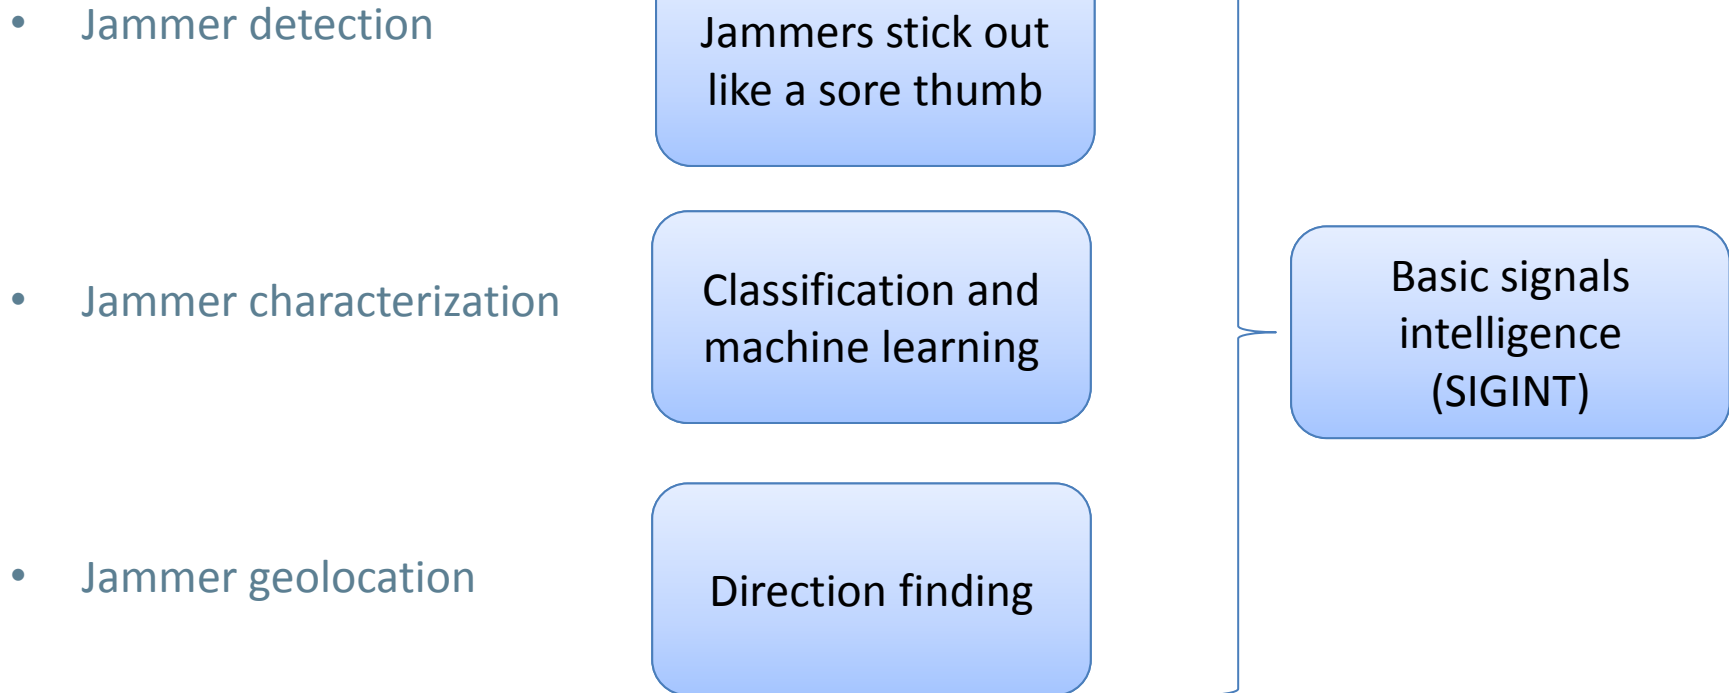 • Jammer detection
Jammers stick out
like a sore thumb
• Jammer characterization
Classification and
machine learning
Basic signals
intelligence
(SIGINT)
• Jammer geolocation
Direction finding